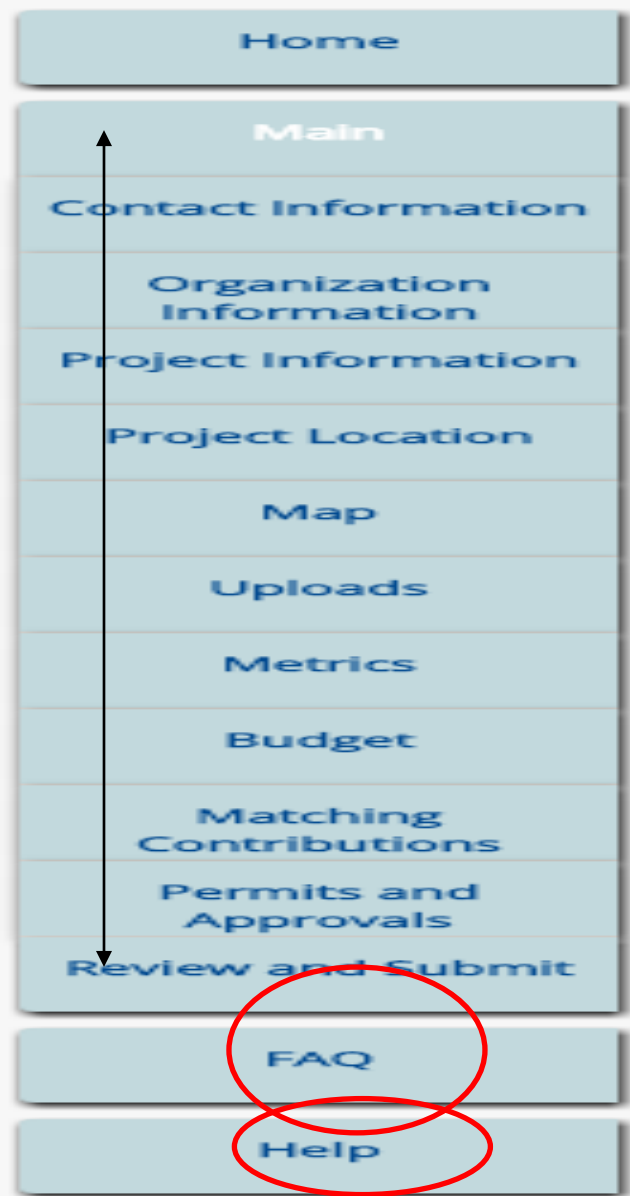 Home
Main
Contact Information
Organization
Information
Project Information
Project Location
Map
Uploads
Metrics
Budget
Matching
Contributions
Permits and
Approvals
Review and Submit
FAQ
Help